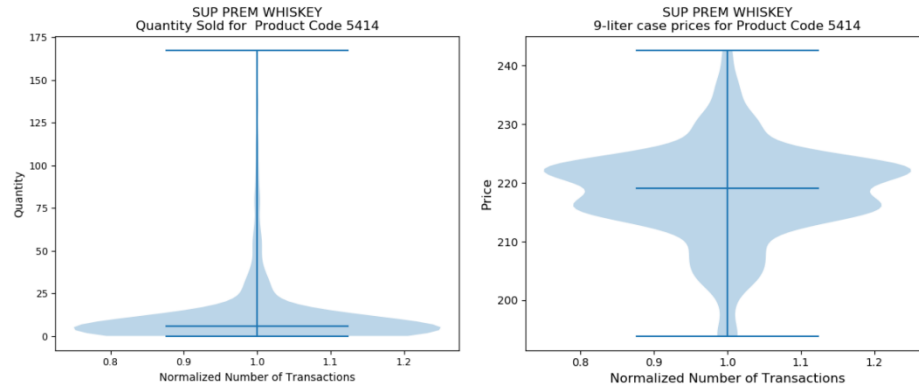 SUP PREM WHISKEY
Quantity Sold for  Product Code 5414
175
150
125
100
75
50
25
0
Quantity
0.8
0.9
1.0
1.1
1.2
Normalized Number of Transactions
SUP PREM WHISKEY
9-liter case prices for Product Code 5414
240
230
220
210
200
Price
0.8
0.9
1.0
1.1
1.2
Normalized Number of Transactions